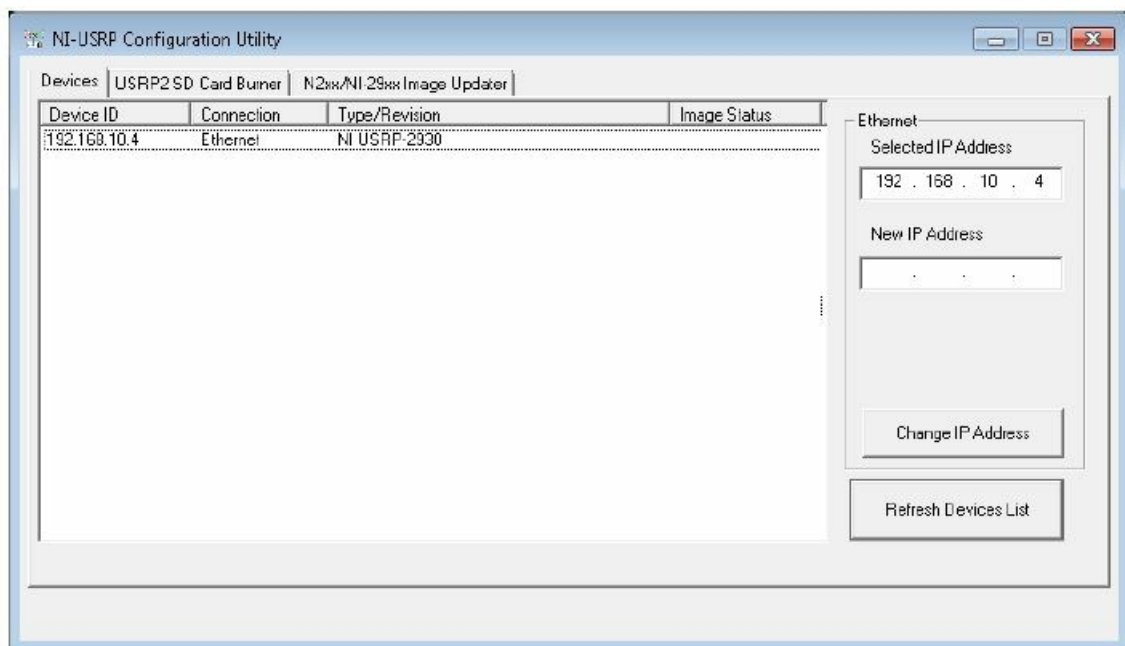 NI-USRP Configuration Utility
Devices USRP2 SD Card Burner N2xx/NI-29xx Image Updater
Device ID Connection Type/Revision Image Status
192.168.10.4 Ethernet NI USRP-2930
Ethernet
Selected IP Address
192 . 168 . 10 . 4
New IP Address
. . .
Change IP Address
Refresh Devices List